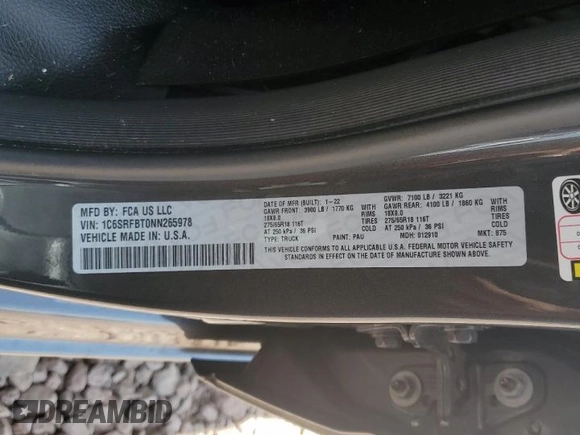 MFD BY: FCA US LLC
VIN: 1C6SRFBT0NN265978
VEHICLE MADE IN U.S.A.
DATE OF MFR (BUILT): 1-22
GAWR FRONT: 3900 LB / 1770 KG
18X8.0
275/65R18 116T
AT 250 kPa / 36 PSI
TYPE: TRUCK
RIMS
TIRES
COLD
PAINT: PAU
GVWR: 7100 LB / 3221 KG
GAWR REAR: 4100 LB / 1860 KG
18X8.0
275/65R18 116T
AT 250 kPa / 36 PSI
MDH: 012910
RIMS
TIRES
COLD
MKT: 875
THIS VEHICLE CONFORMS TO ALL APPLICABLE U.S.A. FEDERAL MOTOR VEHICLE SAFETY
STANDARDS IN EFFECT ON THE DATE OF MANUFACTURE SHOWN ABOVE.
DREAMBID